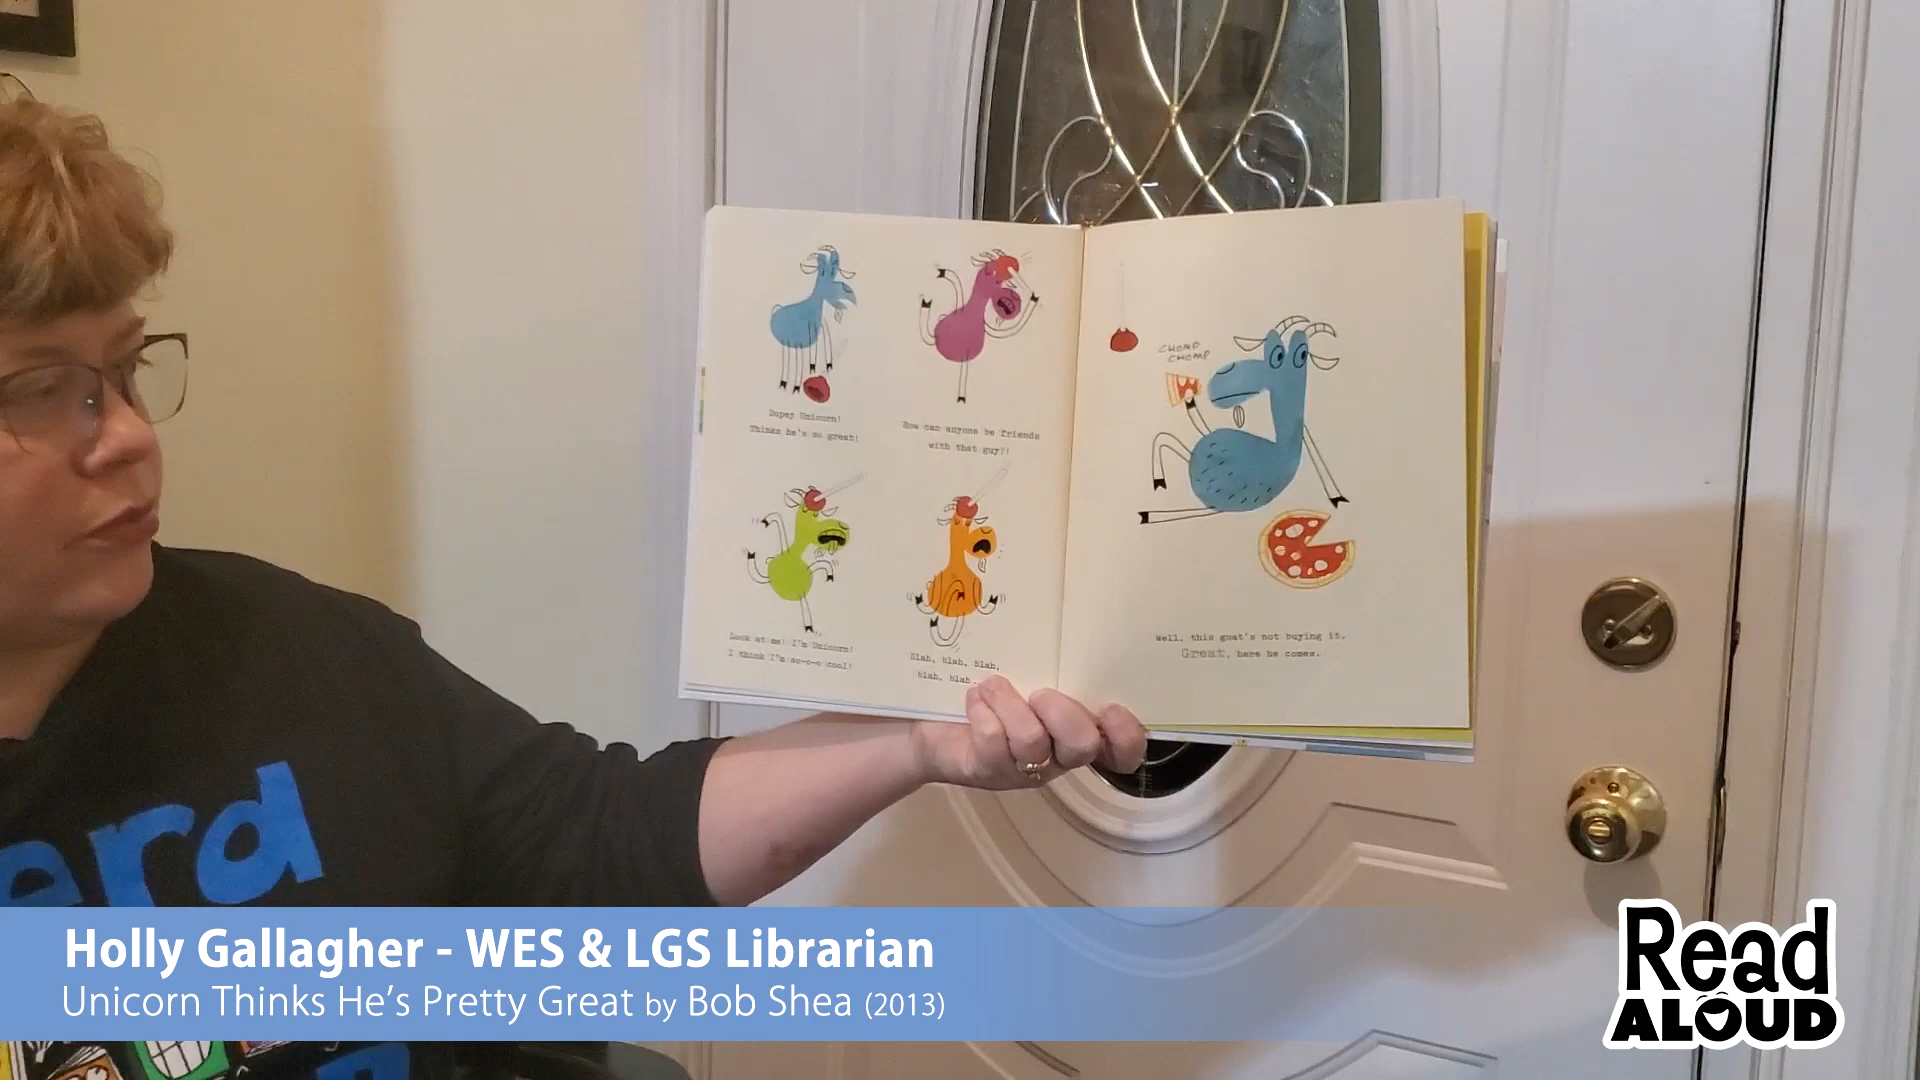 Dopey Unicorn!
Thinks he's so great!
How can anyone be friends
with that guy?!
Look at me! I'm Unicorn!
I think I'm so-o-o cool!
Blah, blah, blah,
blah, blah
CHOMP
CHOMP
Well, this goat's not buying it.
Great, here he comes.
erd
Holly Gallagher - WES & LGS Librarian
Unicorn Thinks He's Pretty Great by Bob Shea (2013)
Read
ALOUD